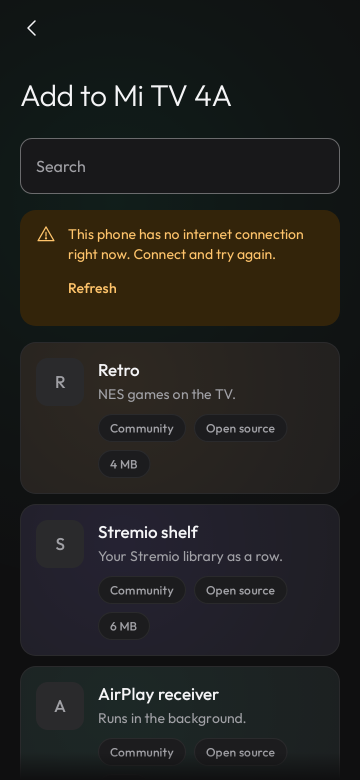 Add to Mi TV 4A
Search
This phone has no internet connection
right now. Connect and try again.
Refresh
R
Retro
NES games on the TV.
Community
Open source
4 MB
S
Stremio shelf
Your Stremio library as a row.
Community
Open source
6 MB
A
AirPlay receiver
Runs in the background.
Community
Open source